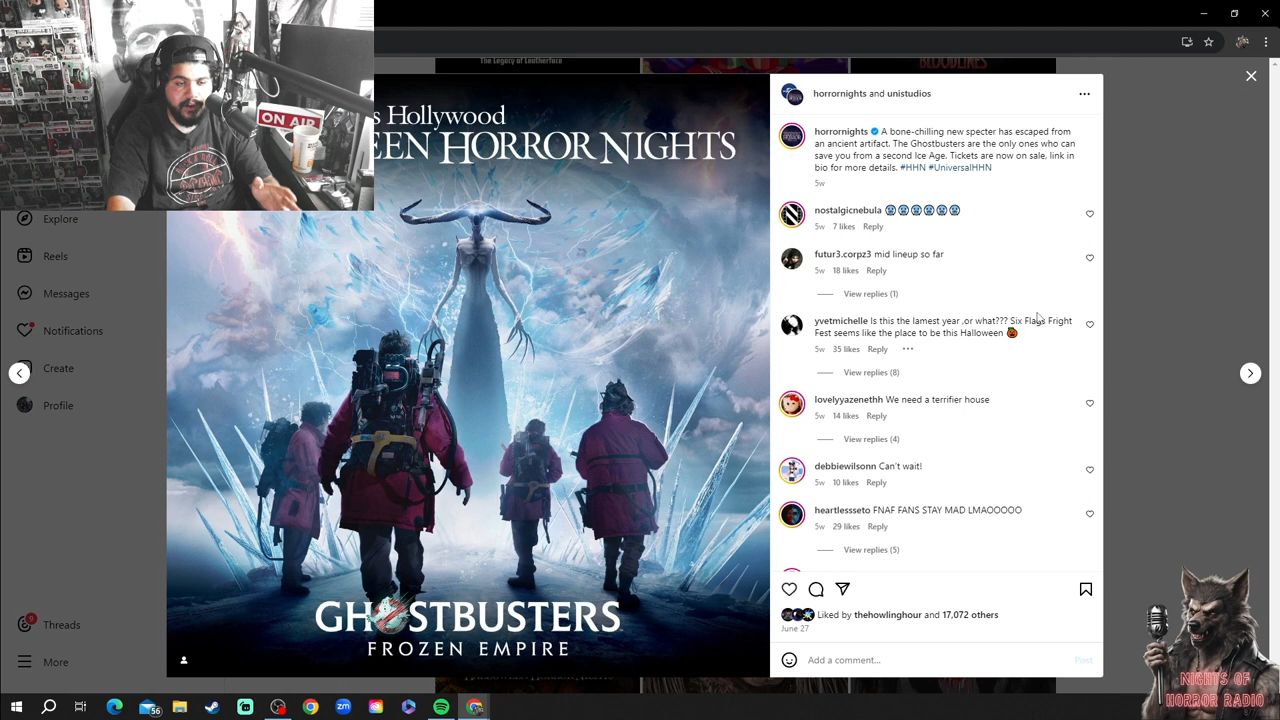 The Legacy of Leatherface
BLOODLINES
ON AIR
s Hollywood
EEN HORROR NIGHTS
GHOSTBUSTERS
FROZEN EMPIRE
Explore
Reels
Messages
Notifications
Create
Profile
9
Threads
More
horrornights and unistudios
horrornights A bone-chilling new specter has escaped from
an ancient artifact. The Ghostbusters are the only ones who can
save you from a second Ice Age. Tickets are now on sale, link in
bio for more details. #HHN #UniversalHHN
5w
nostalgicnebula 🥶🥶🥶🥶🥶🥶
5w 7 likes Reply
futur3.corpz3 mid lineup so far
5w 18 likes Reply
View replies (1)
yvetmichelle Is this the lamest year ,or what??? Six Flags Fright
Fest seems like the place to be this Halloween 🎃
5w 35 likes Reply
View replies (8)
lovelyyazenethh We need a terrifier house
5w 14 likes Reply
View replies (4)
debbiewilsonn Can't wait!
5w 10 likes Reply
heartlessseto FNAF FANS STAY MAD LMAOOOOO
5w 29 likes Reply
View replies (5)
Liked by thehowlinghour and 17,072 others
June 27
Add a comment...
Post
NIGHTS OF
HORROR RADIO
56
zm